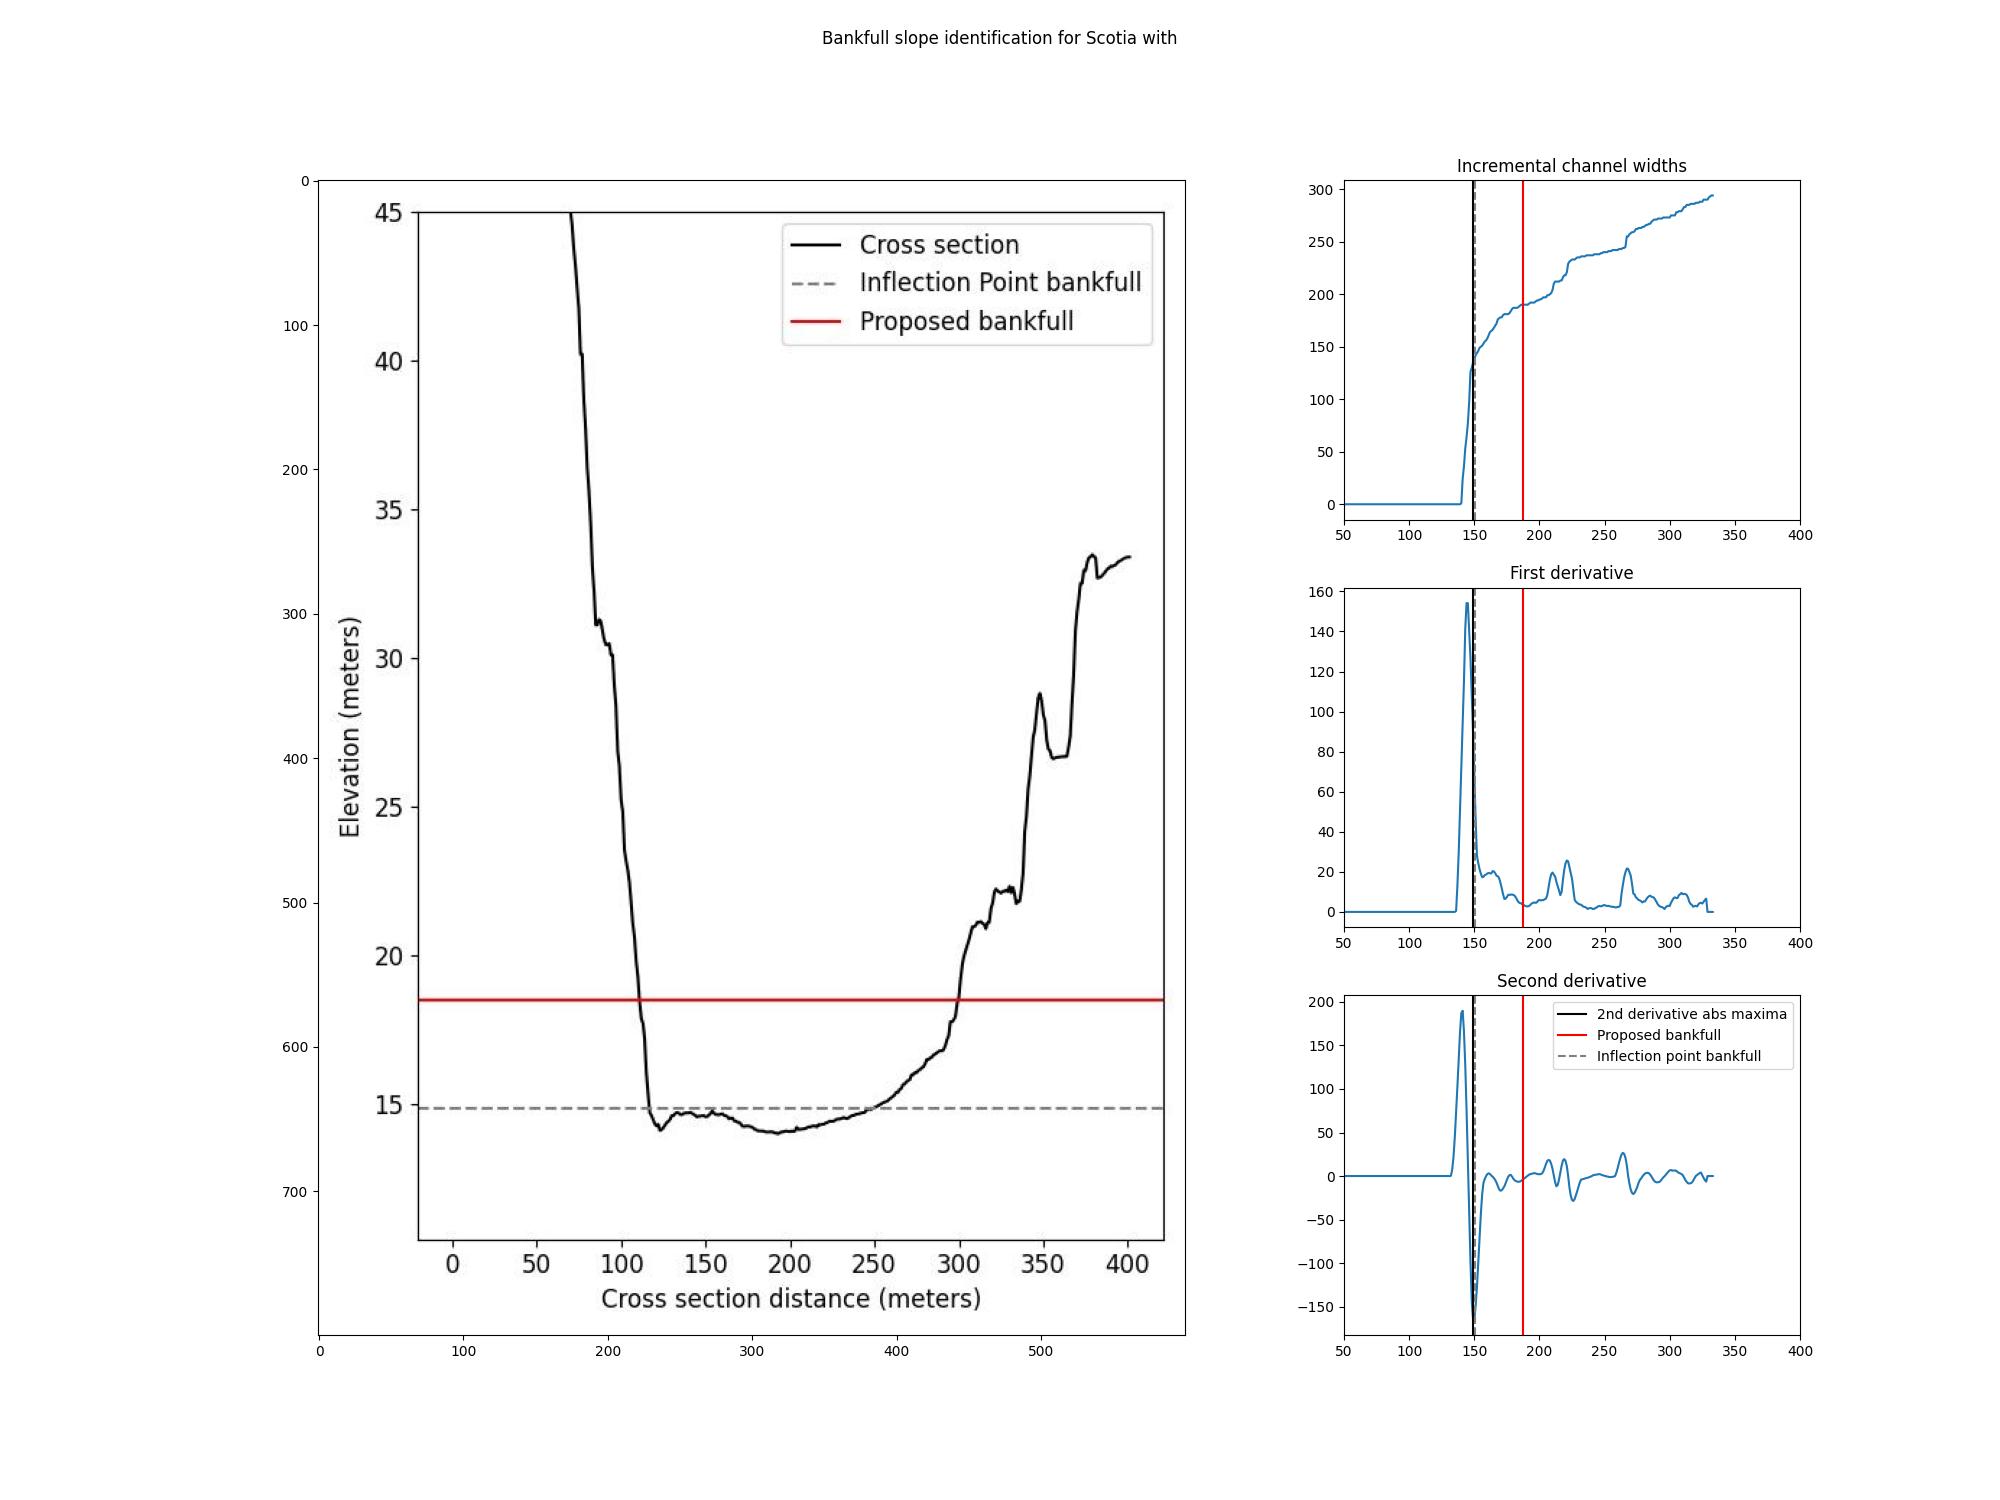 Bankfull slope identification for Scotia with
0
100
200
300
400
500
600
700
0
100
200
300
400
500
45
40
35
30
25
20
15
Elevation (meters)
Cross section
Inflection Point bankfull
Proposed bankfull
0 50 100 150 200 250 300 350 400
Cross section distance (meters)
Incremental channel widths
300
250
200
150
100
50
0
50 100 150 200 250 300 350 400
First derivative
160
140
120
100
80
60
40
20
0
50 100 150 200 250 300 350 400
Second derivative
200
150
100
50
0
−50
−100
−150
2nd derivative abs maxima
Proposed bankfull
Inflection point bankfull
50 100 150 200 250 300 350 400